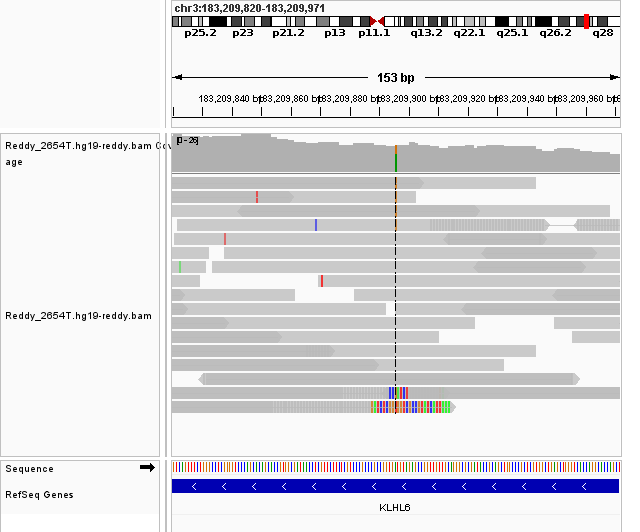 chr3:183,209,820-183,209,971
p25.2 p23 p21.2 p13 p11.1 q13.2 q22.1 q25.1 q26.2 q28
153 bp
183,209,840 bp 183,209,860 bp 183,209,880 bp 183,209,900 bp 183,209,920 bp 183,209,940 bp 183,209,960 bp
[0-26]
Reddy_2654T.hg19-reddy.bam Cov
age
Reddy_2654T.hg19-reddy.bam
Sequence
RefSeq Genes
KLHL6